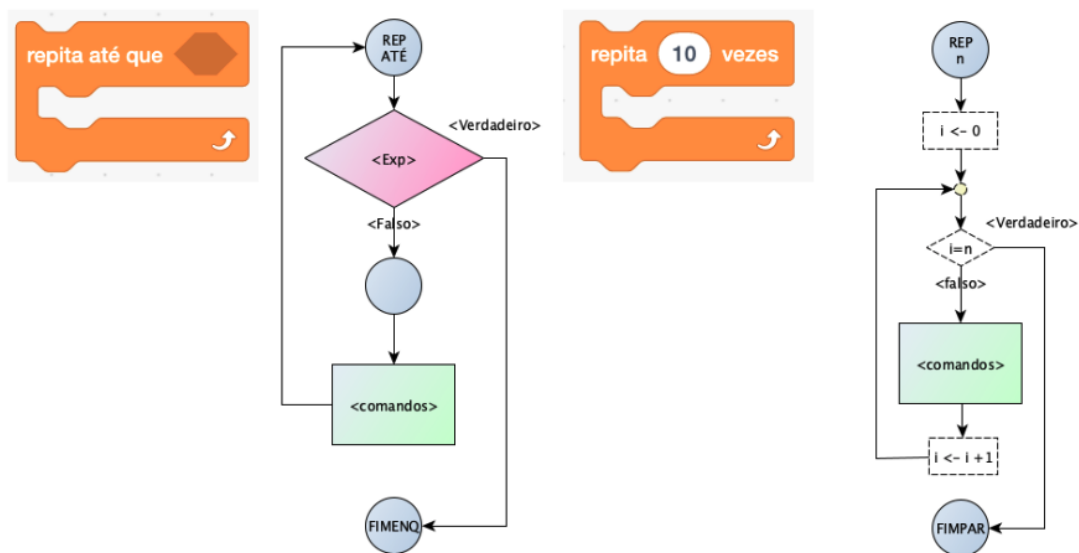 repita até que
REP
ATÉ
<Verdadeiro>
<Exp>
<Falso>
<comandos>
FIMENQ
repita 10 vezes
REP
n
i <- 0
<Verdadeiro>
i=n
<falso>
<comandos>
i <- i +1
FIMPAR